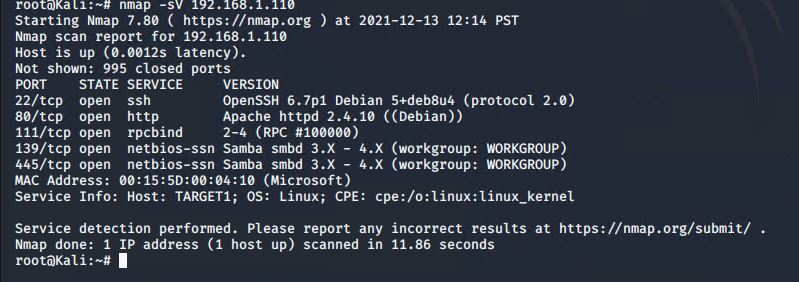 root@Kali:~# nmap -sV 192.168.1.110
Starting Nmap 7.80 ( https://nmap.org ) at 2021-12-13 12:14 PST
Nmap scan report for 192.168.1.110
Host is up (0.0012s latency).
Not shown: 995 closed ports
PORT    STATE SERVICE     VERSION
22/tcp  open  ssh         OpenSSH 6.7p1 Debian 5+deb8u4 (protocol 2.0)
80/tcp  open  http        Apache httpd 2.4.10 ((Debian))
111/tcp open  rpcbind     2-4 (RPC #100000)
139/tcp open  netbios-ssn Samba smbd 3.X - 4.X (workgroup: WORKGROUP)
445/tcp open  netbios-ssn Samba smbd 3.X - 4.X (workgroup: WORKGROUP)
MAC Address: 00:15:5D:00:04:10 (Microsoft)
Service Info: Host: TARGET1; OS: Linux; CPE: cpe:/o:linux:linux_kernel
Service detection performed. Please report any incorrect results at https://nmap.org/submit/ .
Nmap done: 1 IP address (1 host up) scanned in 11.86 seconds
root@Kali:~#